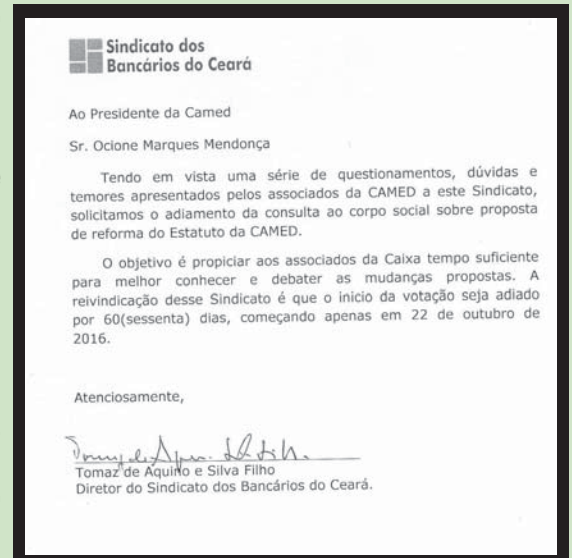 Sindicato dos
Bancários do Ceará
Ao Presidente da Camed
Sr. Ocione Marques Mendonça
Tendo em vista uma série de questionamentos, dúvidas e
temores apresentados pelos associados da CAMED a este Sindicato,
solicitamos o adiamento da consulta ao corpo social sobre proposta
de reforma do Estatuto da CAMED.
O objetivo é propiciar aos associados da Caixa tempo suficiente
para melhor conhecer e debater as mudanças propostas. A
reivindicação desse Sindicato é que o inicio da votação seja adiado
por 60(sessenta) dias, começando apenas em 22 de outubro de
2016.
Atenciosamente,
Tomaz de Aquino e Silva Filho
Diretor do Sindicato dos Bancários do Ceará.